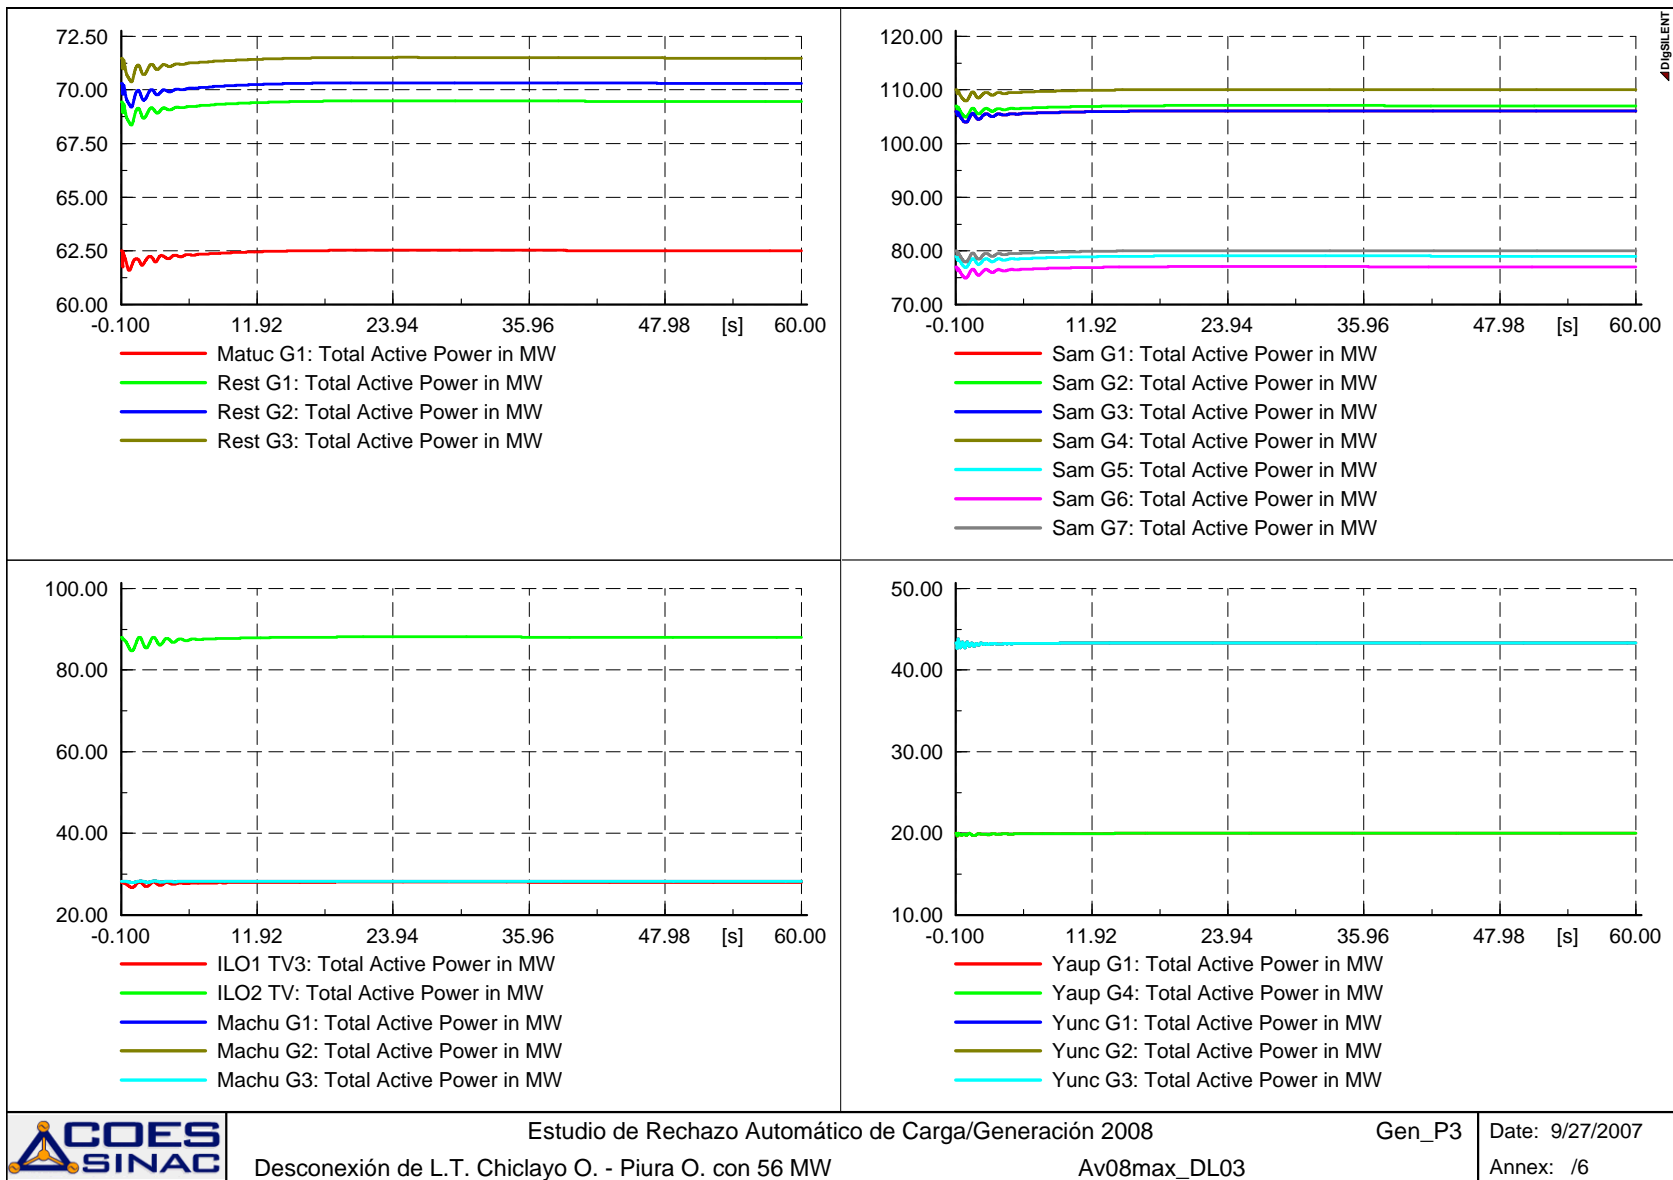 DIgSILENT
72.50
70.00
67.50
65.00
62.50
60.00
-0.100 11.92 23.94 35.96 47.98 [s] 60.00
Matuc G1: Total Active Power in MW
Rest G1: Total Active Power in MW
Rest G2: Total Active Power in MW
Rest G3: Total Active Power in MW
120.00
110.00
100.00
90.00
80.00
70.00
-0.100 11.92 23.94 35.96 47.98 [s] 60.00
Sam G1: Total Active Power in MW
Sam G2: Total Active Power in MW
Sam G3: Total Active Power in MW
Sam G4: Total Active Power in MW
Sam G5: Total Active Power in MW
Sam G6: Total Active Power in MW
Sam G7: Total Active Power in MW
100.00
80.00
60.00
40.00
20.00
-0.100 11.92 23.94 35.96 47.98 [s] 60.00
ILO1 TV3: Total Active Power in MW
ILO2 TV: Total Active Power in MW
Machu G1: Total Active Power in MW
Machu G2: Total Active Power in MW
Machu G3: Total Active Power in MW
50.00
40.00
30.00
20.00
10.00
-0.100 11.92 23.94 35.96 47.98 [s] 60.00
Yaup G1: Total Active Power in MW
Yaup G4: Total Active Power in MW
Yunc G1: Total Active Power in MW
Yunc G2: Total Active Power in MW
Yunc G3: Total Active Power in MW
COES
SINAC
Estudio de Rechazo Automático de Carga/Generación 2008 Gen_P3
Desconexión de L.T. Chiclayo O. - Piura O. con 56 MW Av08max_DL03
Date: 9/27/2007
Annex: /6